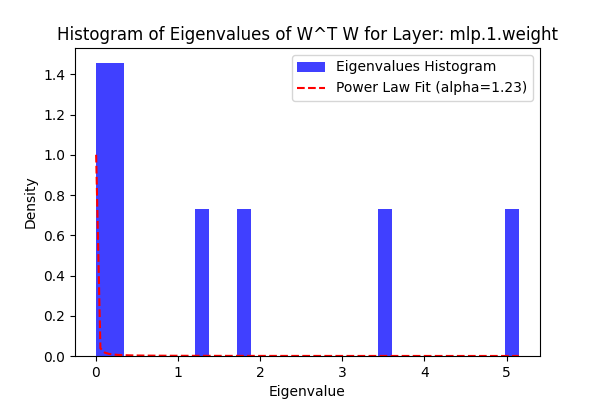 Histogram of Eigenvalues of W^T W for Layer: mlp.1.weight
Eigenvalues Histogram
Power Law Fit (alpha=1.23)
Density
1.4
1.2
1.0
0.8
0.6
0.4
0.2
0.0
0 1 2 3 4 5
Eigenvalue